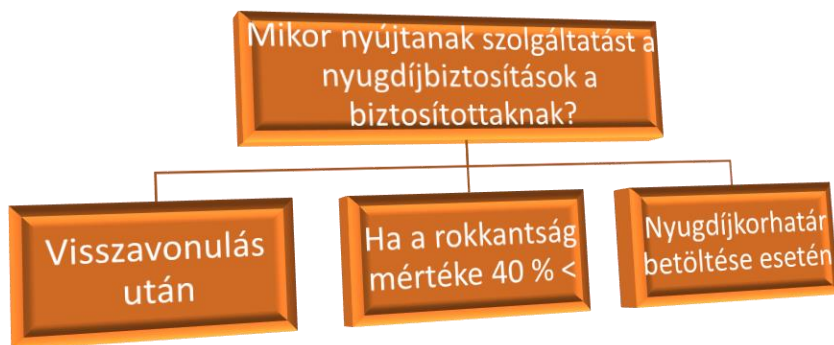 Mikor nyújtanak szolgáltatást a
nyugdíjbiztosítások a
biztosítottaknak?
Visszavonulás
után
Ha a rokkantság
mértéke 40 % <
Nyugdíjkorhatár
betöltése esetén